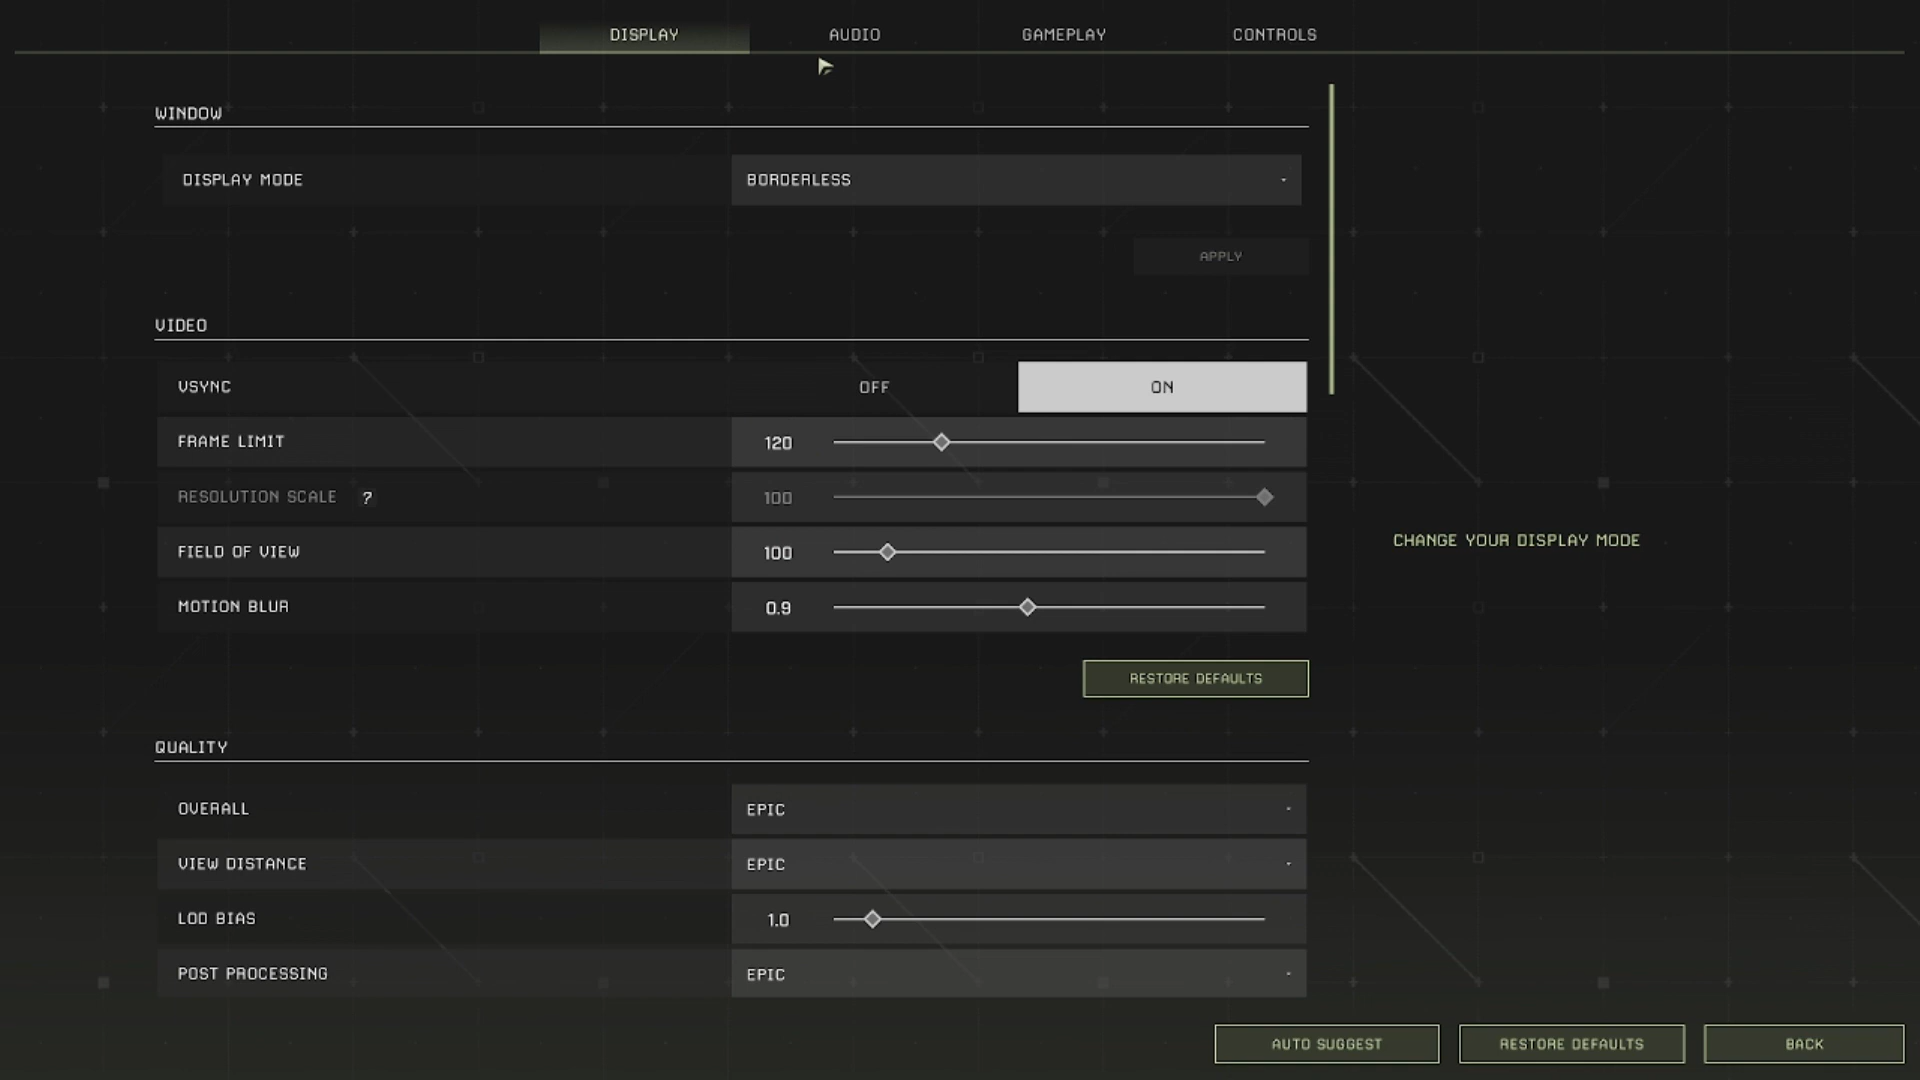 DISPLAY AUDIO GAMEPLAY CONTROLS
WINDOW
DISPLAY MODE BORDERLESS
APPLY
VIDEO
VSYNC OFF ON
FRAME LIMIT 120
RESOLUTION SCALE ? 100
FIELD OF VIEW 100
CHANGE YOUR DISPLAY MODE
MOTION BLUR 0.9
RESTORE DEFAULTS
QUALITY
OVERALL EPIC
VIEW DISTANCE EPIC
LOD BIAS 1.0
POST PROCESSING EPIC
AUTO SUGGEST RESTORE DEFAULTS BACK